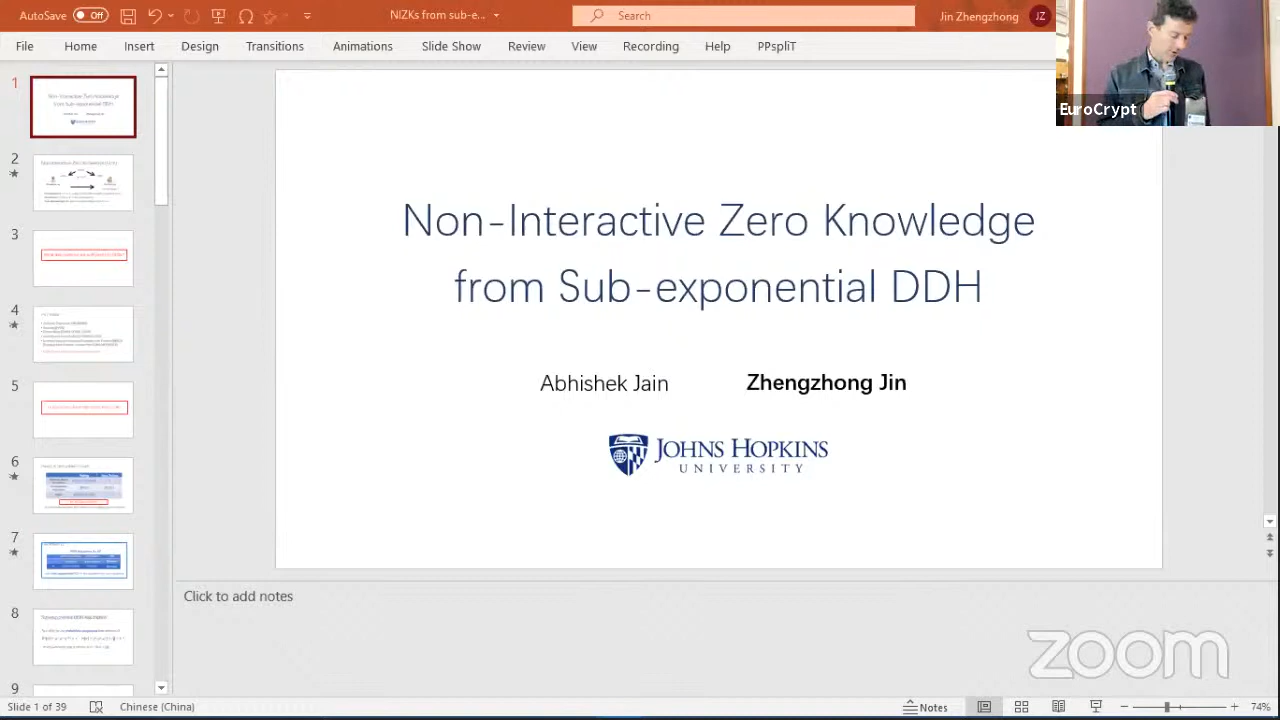 AutoSave Off NIZKs from sub-e... Search Jin Zhengzhong JZ
File Home Insert Design Transitions Animations Slide Show Review View Recording Help PPspliT
EuroCrypt
1
2
3
4
5
7
8
9
Non-Interactive Zero Knowledge
from Sub-exponential DDH
Abhishek Jain Zhengzhong Jin
JOHNS HOPKINS
UNIVERSITY
Click to add notes
zoom
Slide 1 of 39 Chinese (China) Notes 74%